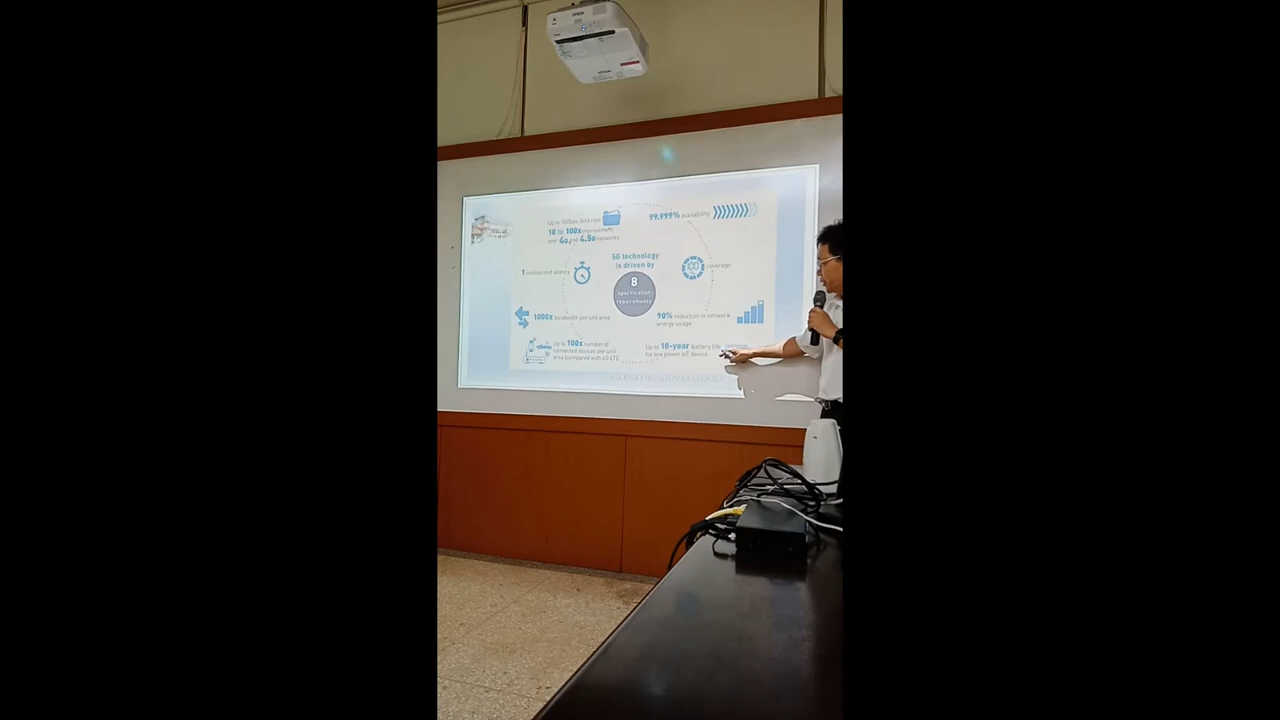 EPSON
EPSON
Up to 10Gbps data rate
10 to 100x improvement
over 4G and 4.5G networks
99.999% availability
5G technology
is driven by
8
specification
requirements
1 millisecond latency
100
coverage
1000x bandwidth per unit area
90% reduction in network
energy usage
Up to 100x number of
connected devices per unit
area (compared with 4G LTE
Up to 10-year battery life
for low power IoT device